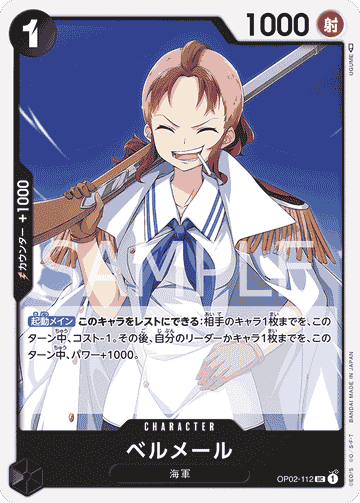 1
1000
射
UGUME
カウンター +1000
SAMPLE
起動メイン このキャラをレストにできる:相手のキャラ1枚までを、この
ターン中、コスト-1。その後、自分のリーダーかキャラ1枚までを、この
ターン中、パワー+1000。
CHARACTER
ベルメール
海軍
OP02-112 UC 1
BANDAI MADE IN JAPAN